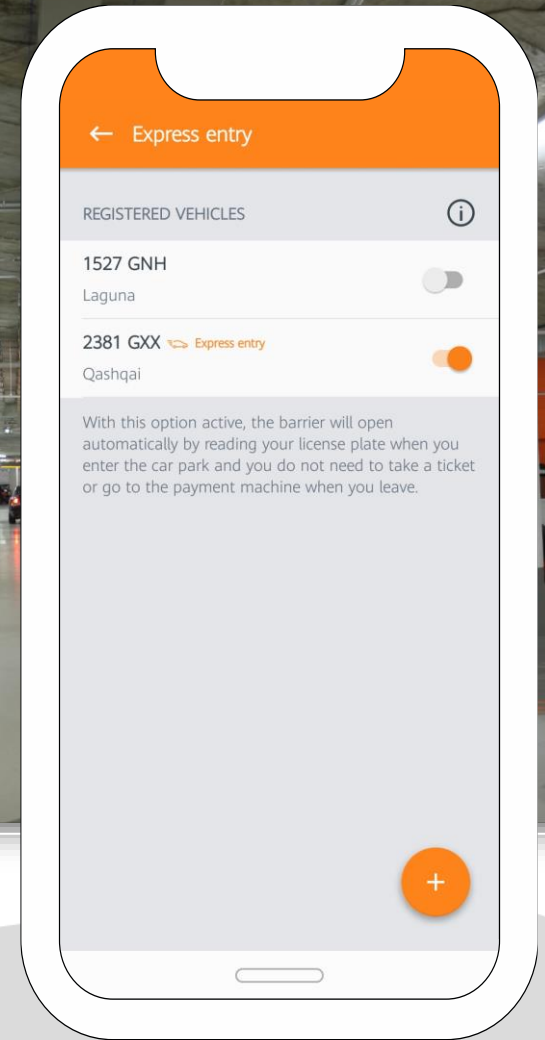 Express entry
REGISTERED VEHICLES
1527 GNH
Laguna
2381 GXX Express entry
Qashqai
With this option active, the barrier will open
automatically by reading your license plate when you
enter the car park and you do not need to take a ticket
or go to the payment machine when you leave.